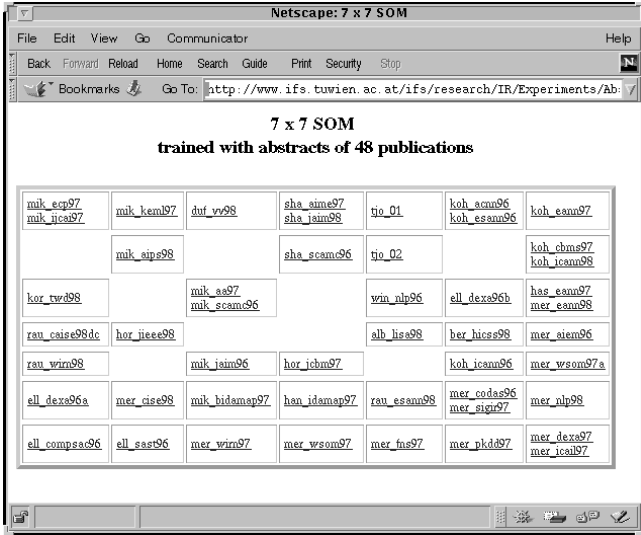 Netscape: 7 x 7 SOM
File Edit View Go Communicator Help
Back Forward Reload Home Search Guide Print Security Stop N
Bookmarks Go To: http://www.ifs.tuwien.ac.at/ifs/research/IR/Experiments/Ab
7 x 7 SOM
trained with abstracts of 48 publications
mik_ecp97 sha_aime97 koh_acnn96
mik_keml97 duf_vv98 tjo_01 koh_eann97
mik_ijcai97 sha_jaim98 koh_esann96
koh_cbms97
mik_aips98 sha_scamc96 tjo_02
koh_icann98
mik_aa97 has_eann97
kor_twd98 win_nlp96 ell_dexa96b
mik_scamc96 mer_eann98
rau_caise98dc hor_jieee98 alb_lisa98 ber_hicss98 mer_aiem96
rau_wirn98 mik_jaim96 hor_jcbm97 koh_icann96 mer_wsom97a
mer_codas96
ell_dexa96a mer_cise98 mik_bidamap97 han_idamap97 rau_esann98 mer_nlp98
mer_sigir97
mer_dexa97
ell_compsac96 ell_sast96 mer_wirn97 mer_wsom97 mer_fns97 mer_pkdd97
mer_icail97